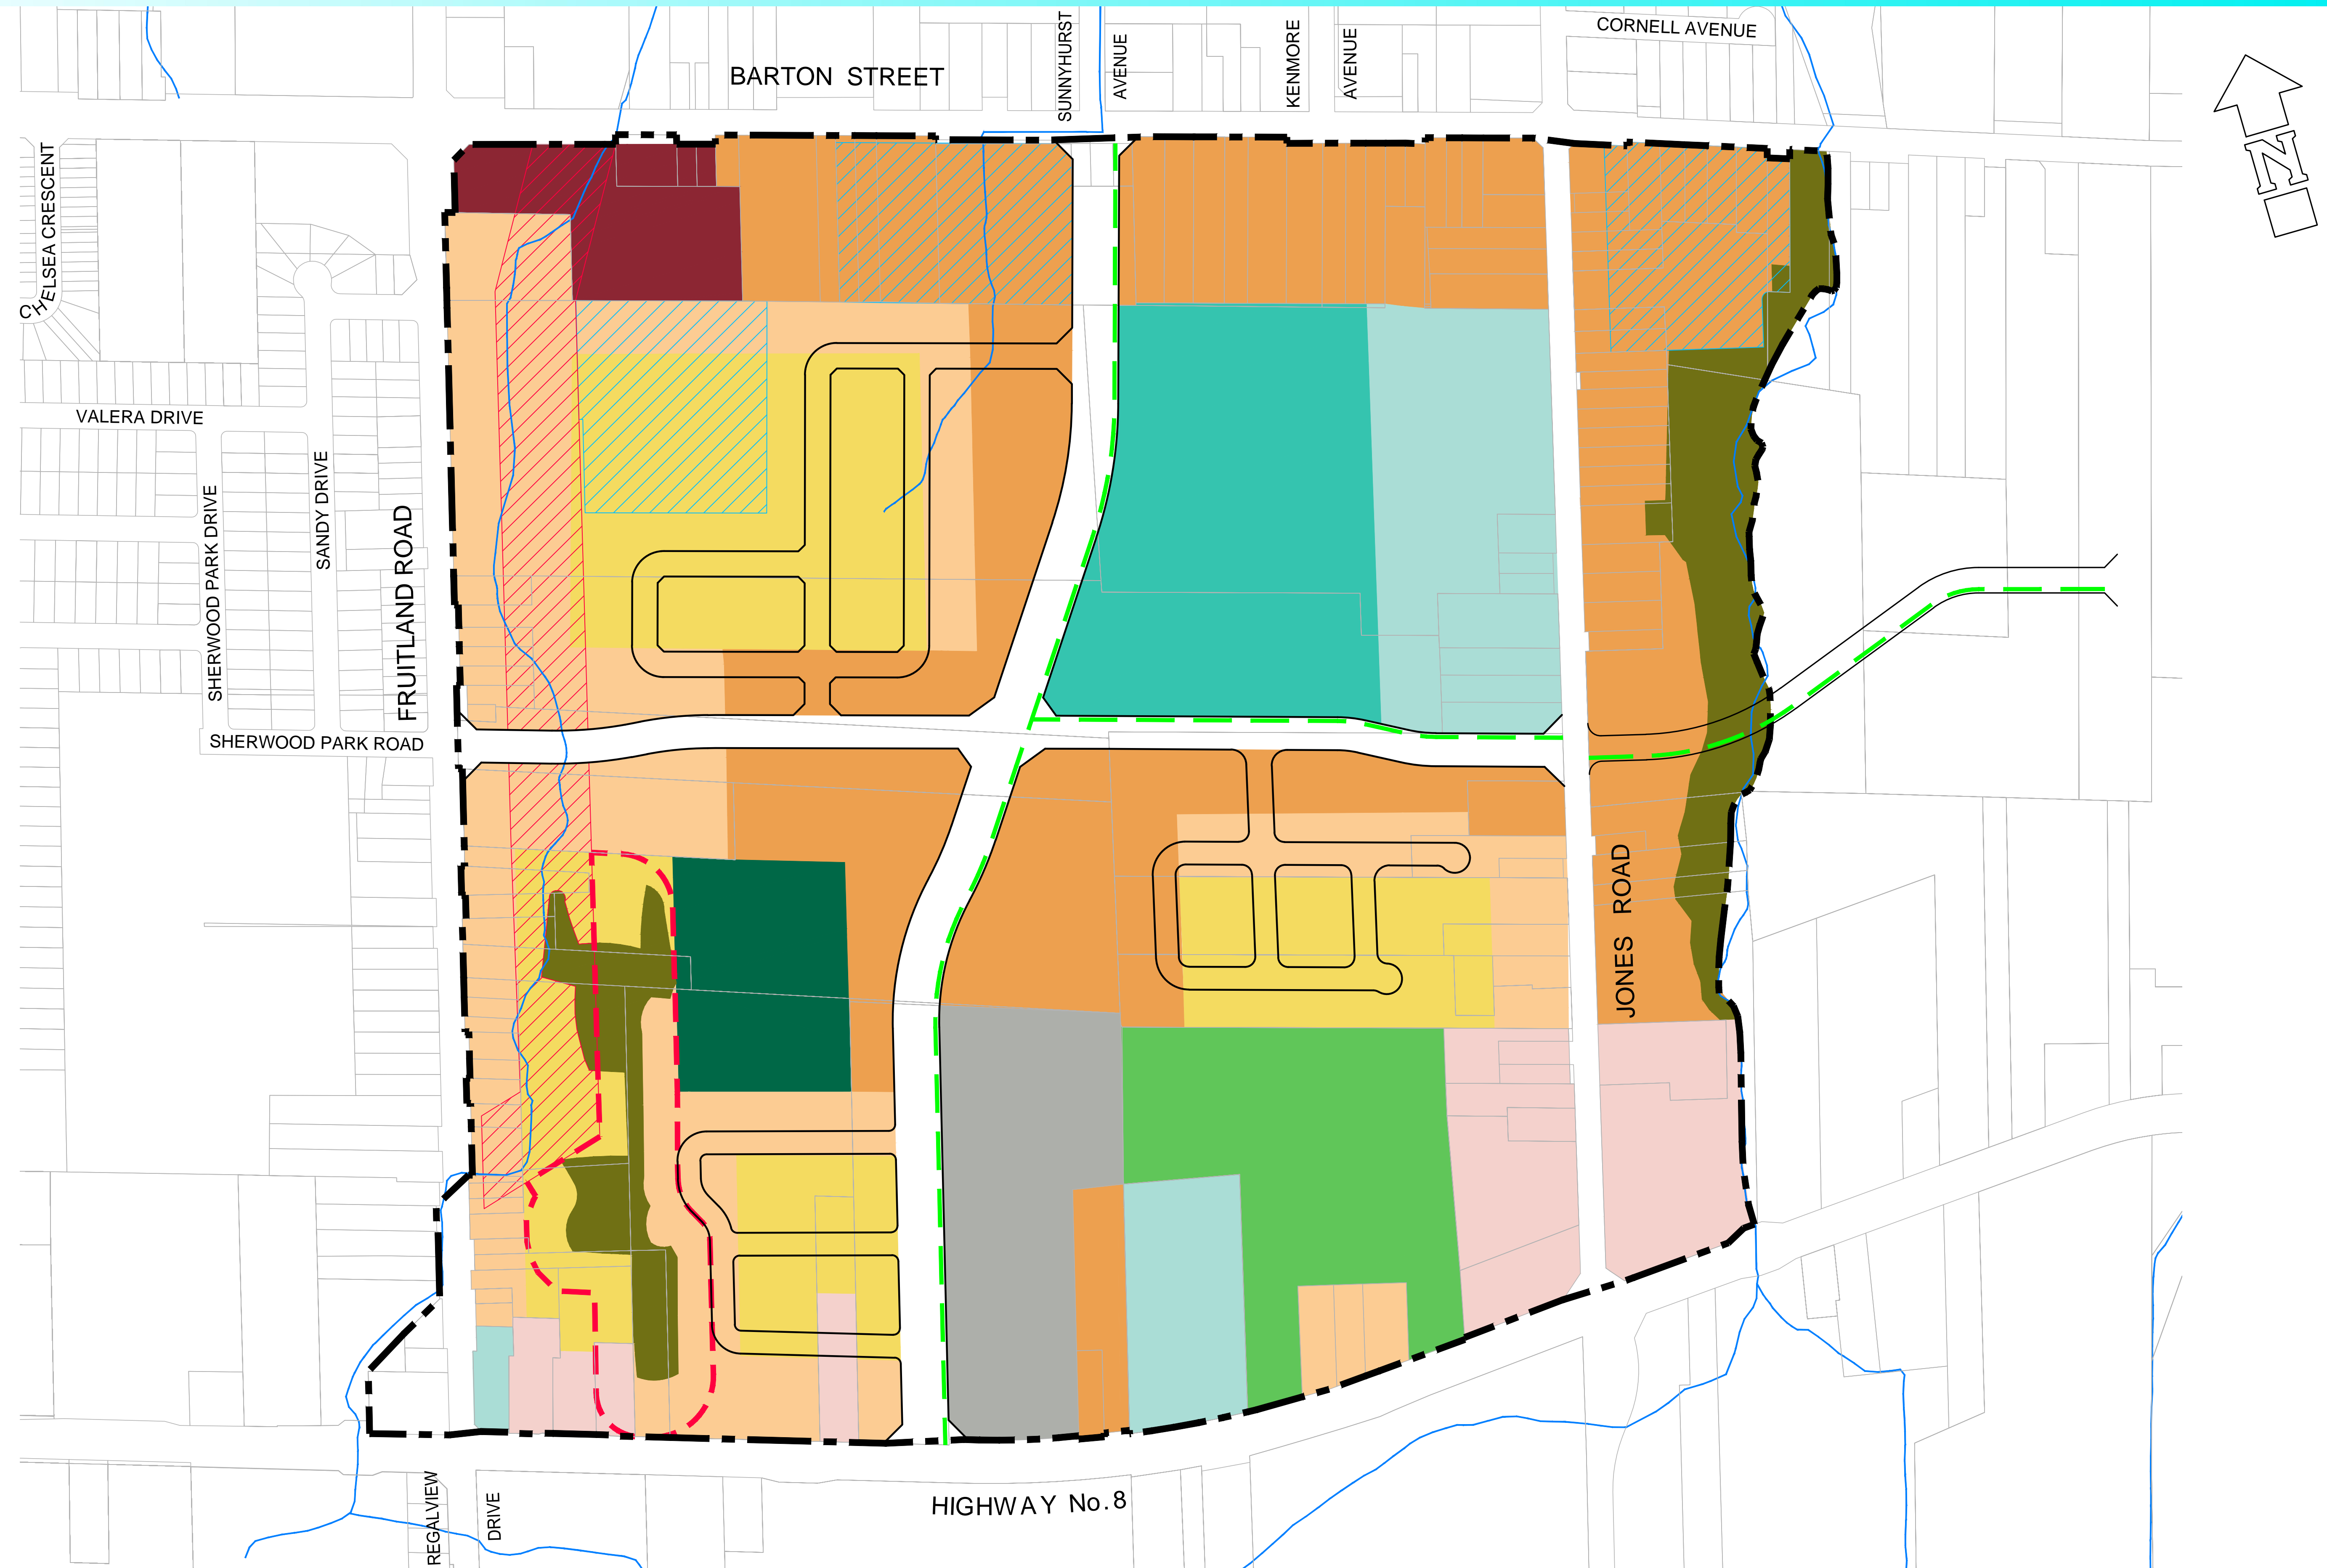 CORNELL AVENUE
BARTON STREET
SUNNYHURST
AVENUE
KENMORE
AVENUE
CHELSEA CRESCENT
N
VALERA DRIVE
SHERWOOD PARK DRIVE
SANDY DRIVE
FRUITLAND ROAD
SHERWOOD PARK ROAD
JONES ROAD
REGALVIEW
DRIVE
HIGHWAY No. 8